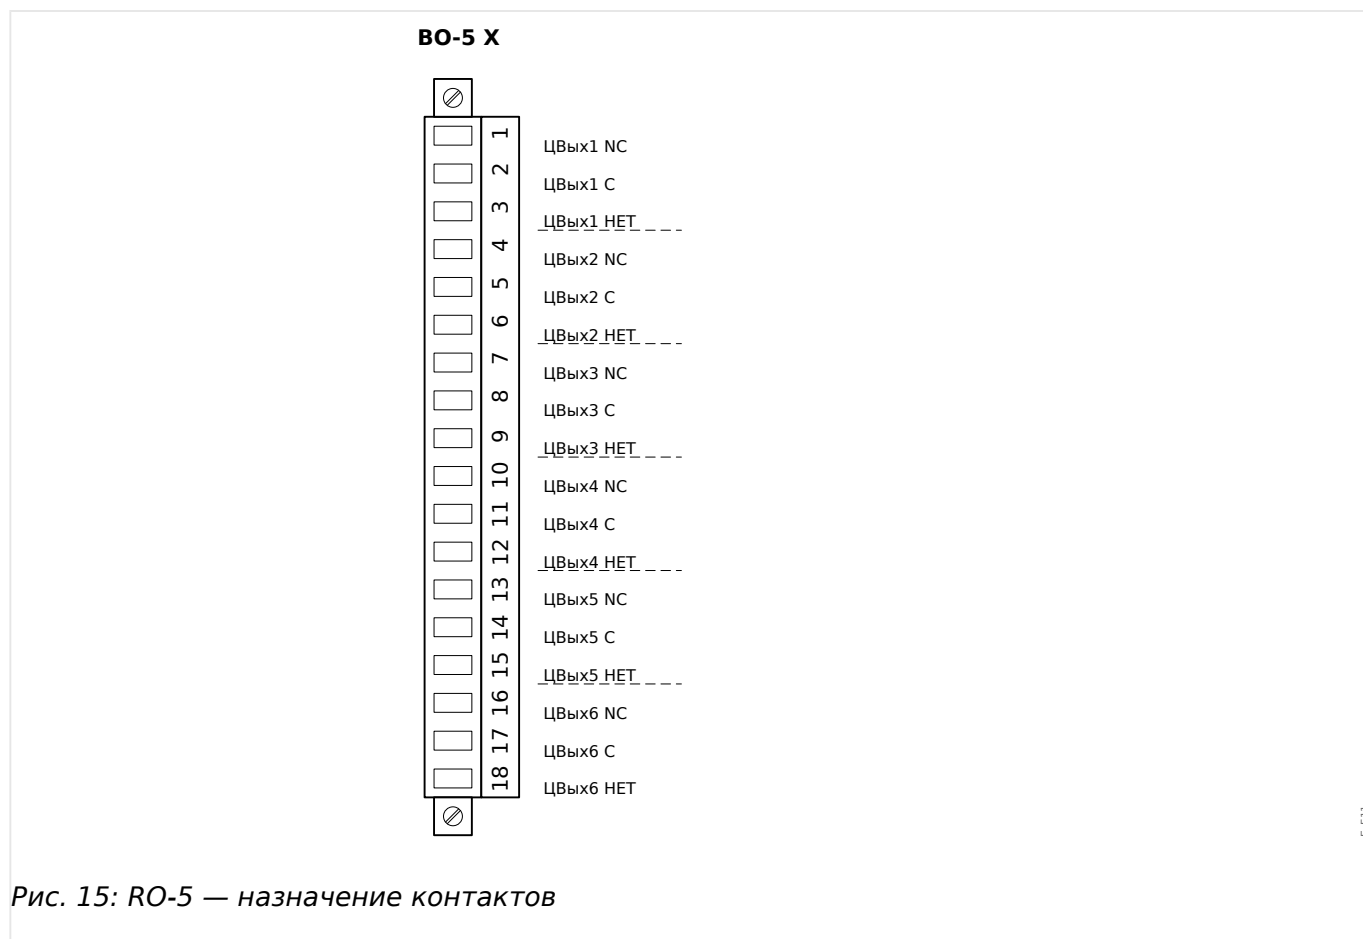 BO-5 X
1
ЦВых1 NC
2
ЦВых1 C
3
ЦВых1 НЕТ
4
ЦВых2 NC
5
ЦВых2 C
6
ЦВых2 НЕТ
7
ЦВых3 NC
8
ЦВых3 C
9
ЦВых3 НЕТ
10
ЦВых4 NC
11
ЦВых4 C
12
ЦВых4 НЕТ
13
ЦВых5 NC
14
ЦВых5 C
15
ЦВых5 НЕТ
16
ЦВых6 NC
17
ЦВых6 C
18
ЦВых6 НЕТ
Рис. 15: RO-5 — назначение контактов